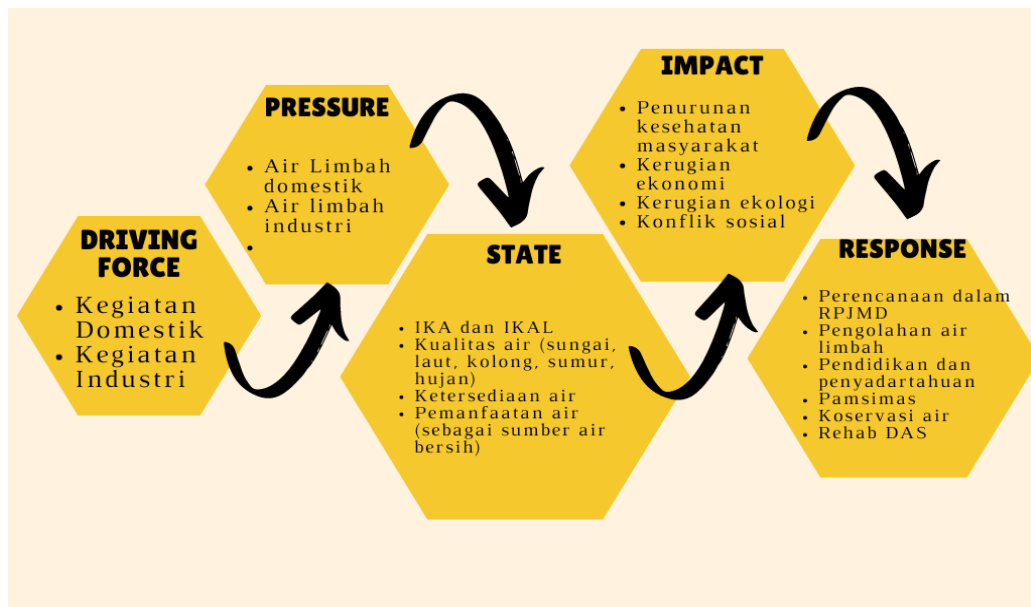 DRIVING
FORCE
• Kegiatan
Domestik
• Kegiatan
Industri
PRESSURE
• Air Limbah
domestik
• Air limbah
industri
•
STATE
• IKA dan IKAL
• Kualitas air (sungai,
laut, kolong, sumur,
hujan)
• Ketersediaan air
• Pemanfaatan air
(sebagai sumber air
bersih)
IMPACT
• Penurunan
kesehatan
masyarakat
• Kerugian
ekonomi
• Kerugian ekologi
• Konflik sosial
RESPONSE
• Perencanaan dalam
RPJMD
• Pengolahan air
limbah
• Pendidikan dan
penyadartahuan
• Pamsimas
• Koservasi air
• Rehab DAS